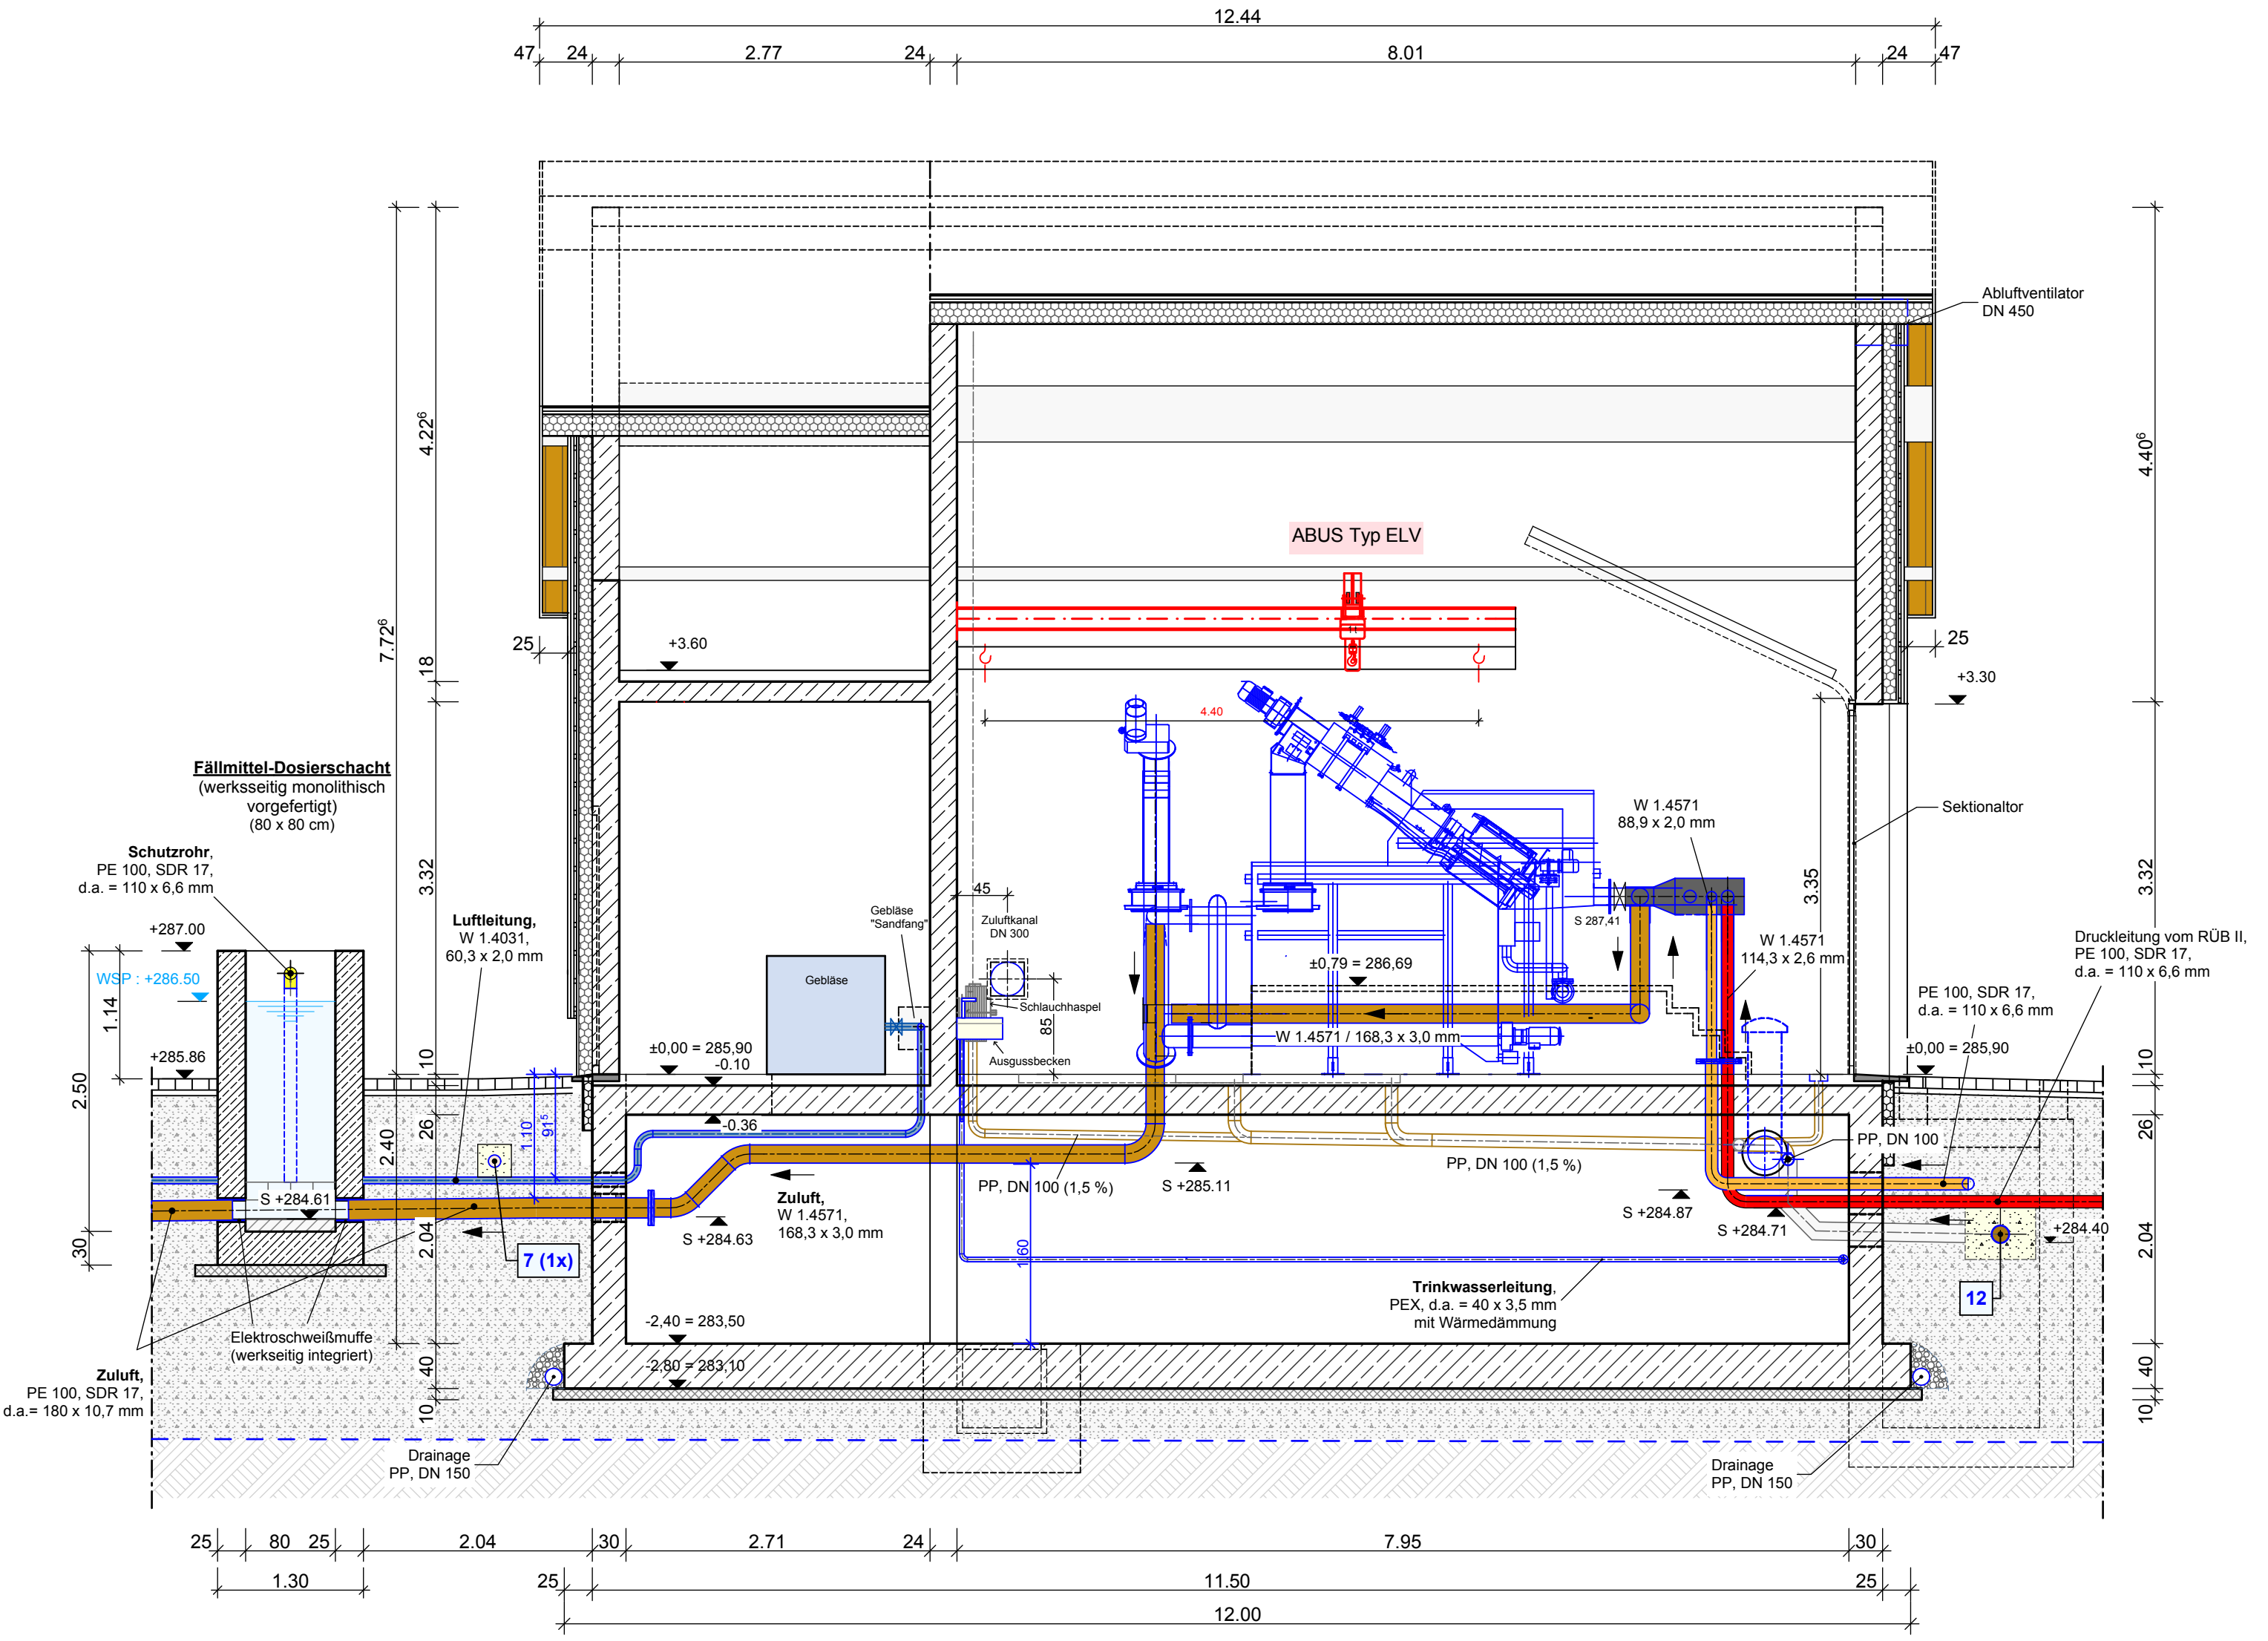 12.44
47 24 2.77 24 8.01 24 47
Abluftventilator
DN 450
4.22⁶
4.40⁶
7.72⁶
ABUS Typ ELV
25
+3.60
18
25
+3.30
4.40
Fällmittel-Dosierschacht
(werksseitig monolithisch
vorgefertigt)
(80 x 80 cm)
W 1.4571
88,9 x 2,0 mm
Sektionaltor
Schutzrohr,
PE 100, SDR 17,
d.a. = 110 x 6,6 mm
3.32
3.35
3.32
45
Gebläse
"Sandfang"
Zuluftkanal
DN 300
S 287,41
Luftleitung,
W 1.4031,
60,3 x 2,0 mm
+287.00
WSP : +286.50
1.14
W 1.4571
114,3 x 2,6 mm
Druckleitung vom RÜB II,
PE 100, SDR 17,
d.a. = 110 x 6,6 mm
±0,79 = 286,69
Gebläse
PE 100, SDR 17,
d.a. = 110 x 6,6 mm
Schlauchhaspel
85
W 1.4571 / 168,3 x 3,0 mm
±0,00 = 285,90
-0.10
Ausgussbecken
±0,00 = 285,90
+285.86
10
10
2.50
-0.36
26
1.10
91⁵
2.40
26
PP, DN 100
PP, DN 100 (1,5 %)
PP, DN 100 (1,5 %)
S +285.11
S +284.61
Zuluft,
W 1.4571,
168,3 x 3,0 mm
S +284.63
S +284.87
S +284.71
+284.40
2.04
2.04
30
7 (1x)
1.60
12
Trinkwasserleitung,
PEX, d.a. = 40 x 3,5 mm
mit Wärmedämmung
-2,40 = 283,50
Elektroschweißmuffe
(werkseitig integriert)
-2,80 = 283,10
40
40
Zuluft,
PE 100, SDR 17,
d.a.= 180 x 10,7 mm
10
10
Drainage
PP, DN 150
Drainage
PP, DN 150
25 80 25 2.04 30 2.71 24 7.95 30
1.30 25 11.50 25
12.00